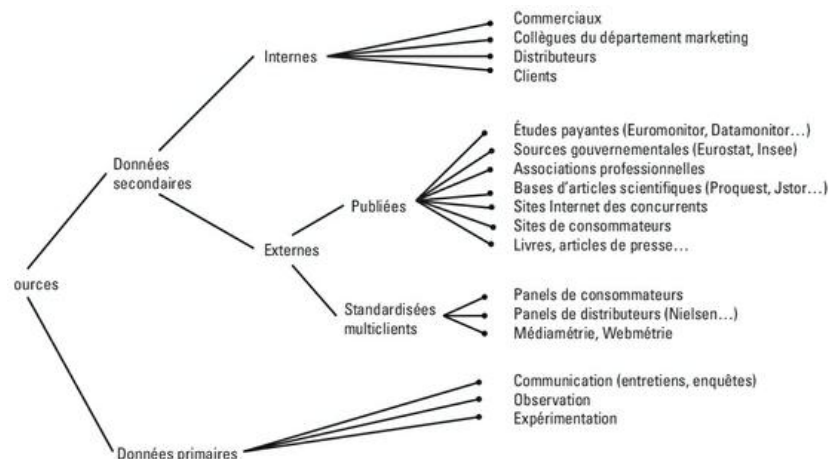 Commerciaux
Collègues du département marketing
Internes
Distributeurs
Clients
Études payantes (Euromonitor, Datamonitor…)
Sources gouvernementales (Eurostat, Insee)
Données
secondaires
Associations professionnelles
Bases d'articles scientifiques (Proquest, Jstor…)
Publiées
Sites Internet des concurrents
Sites de consommateurs
Externes
Livres, articles de presse…
ources
Standardisées
multiclients
Panels de consommateurs
Panels de distributeurs (Nielsen…)
Médiamétrie, Webmétrie
Communication (entretiens, enquêtes)
Observation
Expérimentation
Données primaires